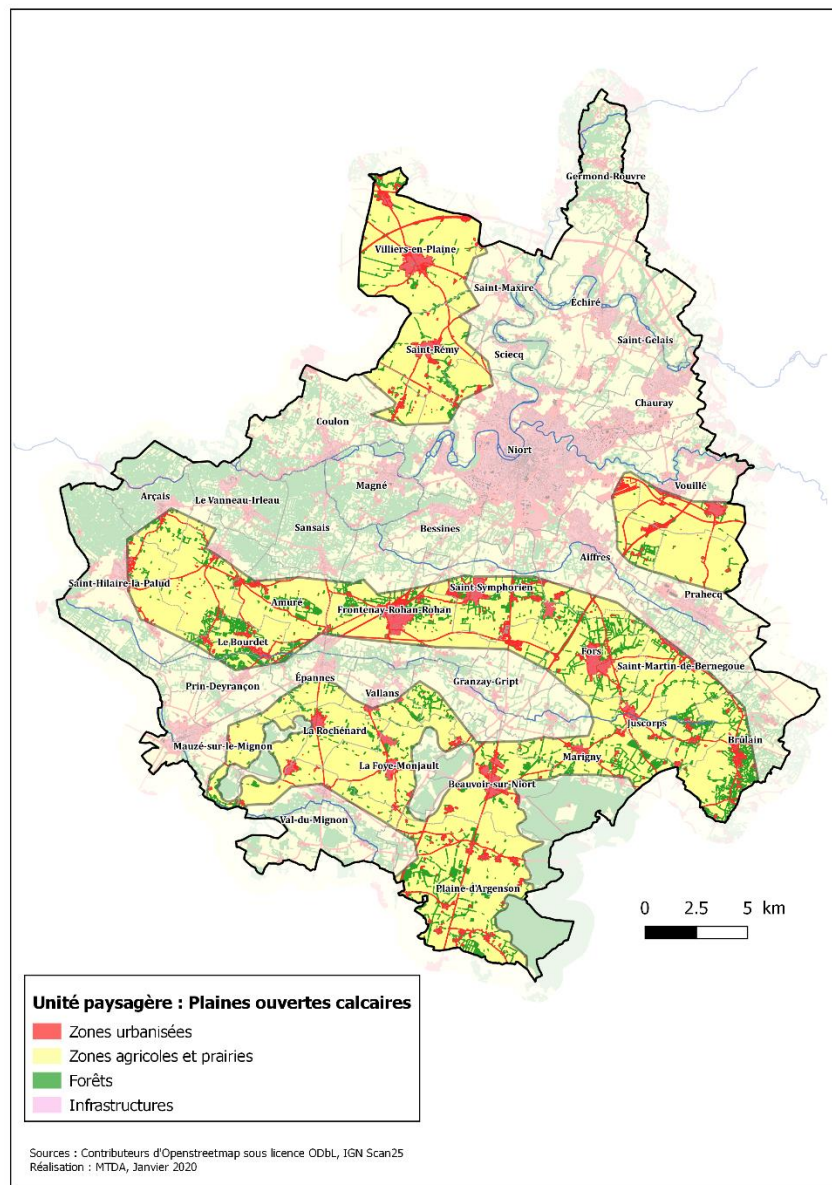 Germond-Rouvre
Villiers-en-Plaine
Saint-Maxire
Échiré
Saint-Gelais
Saint-Rémy
Sciecq
Chauray
Coulon
Niort
Magné
Vouillé
Arçais
Le Vanneau-Irleau
Sansais
Bessines
Aiffres
Saint-Hilaire-la-Palud
Prahecq
Amuré
Saint Symphorien
Frontenay-Rohan-Rohan
Le Bourdet
Fors
Saint-Martin-de-Bernegoue
Épannes
Prin-Deyrançon
Vallans
Granzay-Gript
La Rochénard
Juscorps
Mauzé-sur-le-Mignon
Brûlain
La Foye-Monjault
Marigny
Beauvoir-sur-Niort
Val-du-Mignon
Plaine-d'Argenson
0 2.5 5 km
Unité paysagère : Plaines ouvertes calcaires
Zones urbanisées
Zones agricoles et prairies
Forêts
Infrastructures
Sources : Contributeurs d'Openstreetmap sous licence ODbL, IGN Scan25
Réalisation : MTDA, Janvier 2020